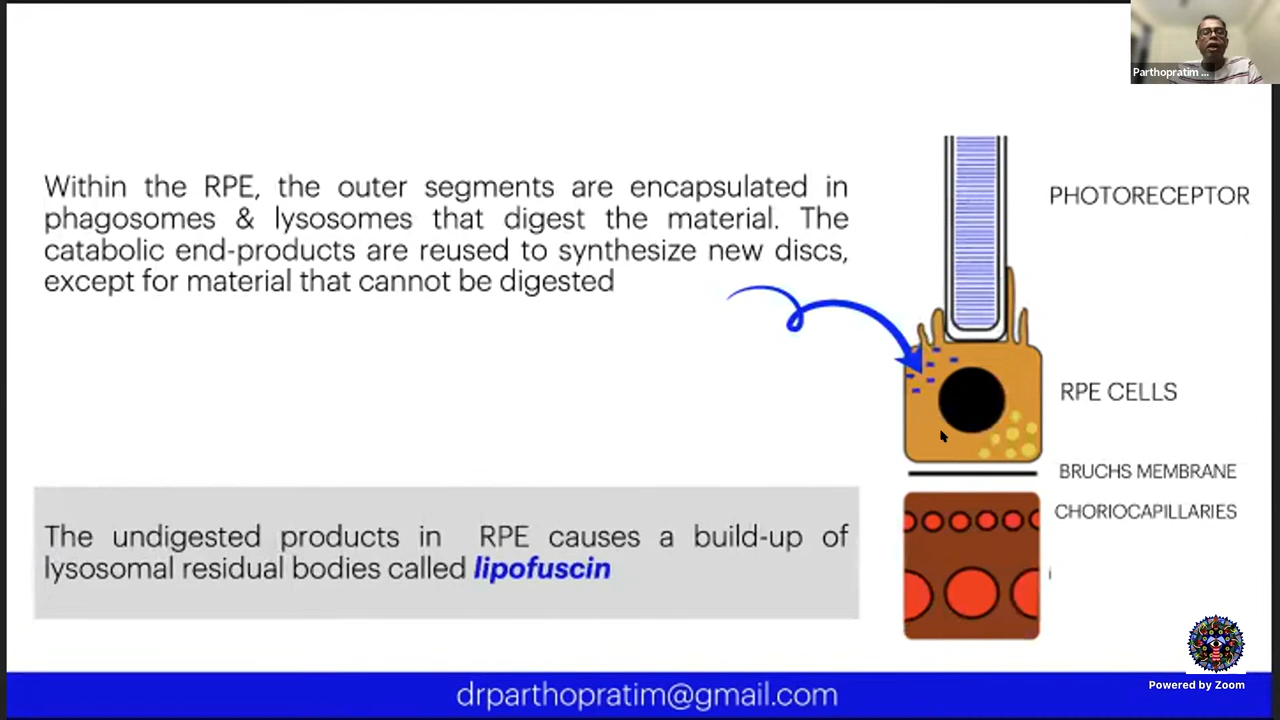 Parthopratim ...
Within the RPE, the outer segments are encapsulated in
phagosomes & lysosomes that digest the material. The
catabolic end-products are reused to synthesize new discs,
except for material that cannot be digested
PHOTORECEPTOR
RPE CELLS
BRUCHS MEMBRANE
CHORIOCAPILLARIES
The undigested products in RPE causes a build-up of
lysosomal residual bodies called lipofuscin
Powered by Zoom
drparthopratim@gmail.com